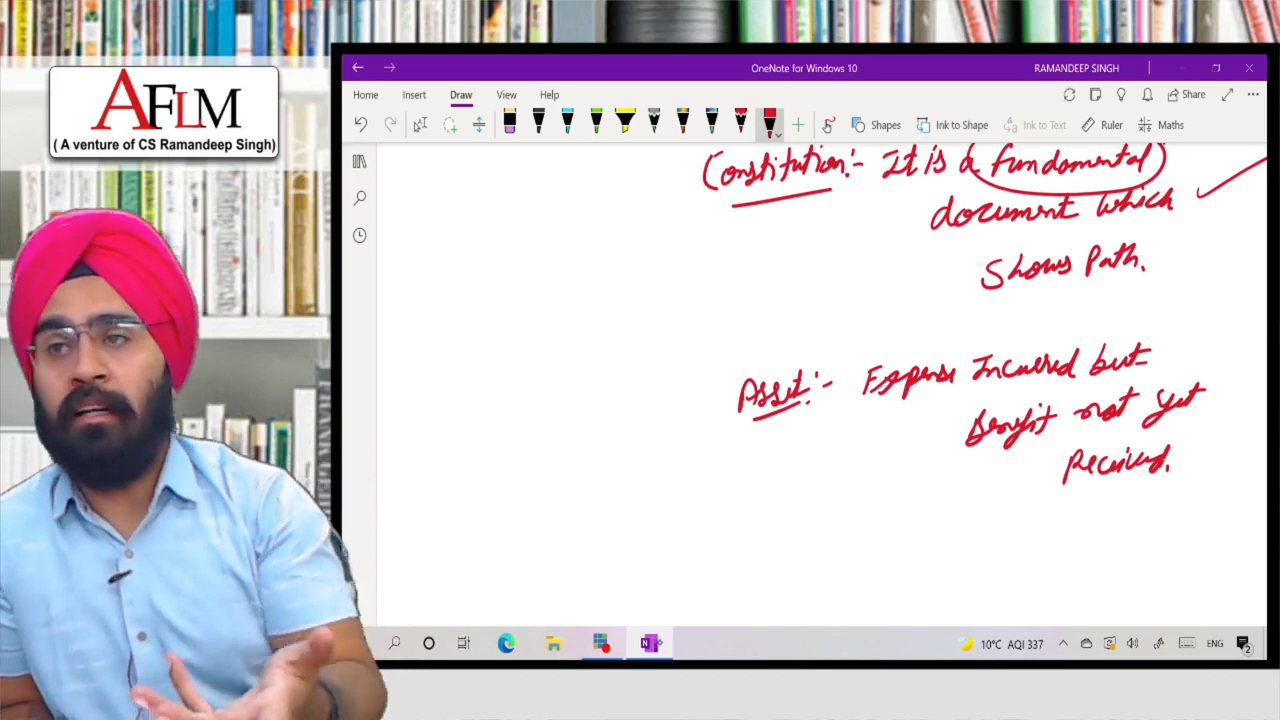 AFLM
( A venture of CS Ramandeep Singh)
OneNote for Windows 10
RAMANDEEP SINGH
Home Insert Draw View Help
Share
Shapes Ink to Shape Ink to Text Ruler Maths
Constitution:- It is a fundamental
document which
Shows Path.
Asset:- Expense Incurred but
Benefit not yet
Received.
10°C AQI 337 ENG 2